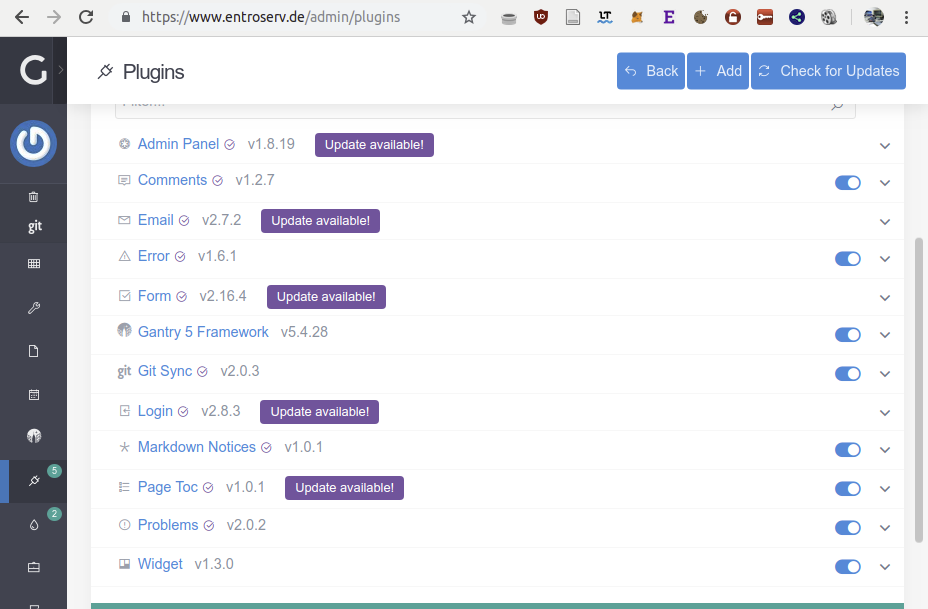 https://www.entroserv.de/admin/plugins
Plugins
Back
Add
Check for Updates
Filter...
Admin Panel v1.8.19 Update available!
Comments v1.2.7
Email v2.7.2 Update available!
Error v1.6.1
Form v2.16.4 Update available!
Gantry 5 Framework v5.4.28
git Git Sync v2.0.3
Login v2.8.3 Update available!
Markdown Notices v1.0.1
Page Toc v1.0.1 Update available!
Problems v2.0.2
Widget v1.3.0
git
5
2